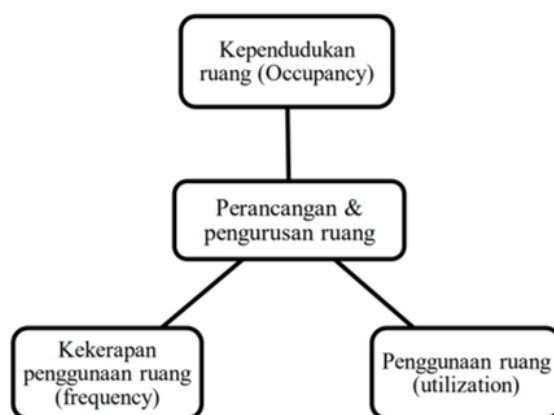 Kependudukan
ruang (Occupancy)
Perancangan &
pengurusan ruang
Kekerapan
penggunaan ruang
(frequency)
Penggunaan ruang
(utilization)